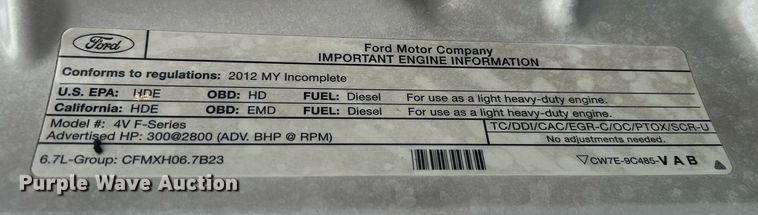 Ford
Ford Motor Company
IMPORTANT ENGINE INFORMATION
Conforms to regulations: 2012 MY Incomplete
U.S. EPA: HDE OBD: HD FUEL: Diesel For use as a light heavy-duty engine.
California: HDE OBD: EMD FUEL: Diesel For use as a light heavy-duty engine.
Model #: 4V F-Series
Advertised HP: 300@2800 (ADV. BHP @ RPM)
TC/DDI/CAC/EGR-C/OC/PTOX/SCR-U
No adjustments needed.
6.7L-Group: CFMXH06.7B23
CW7E-9C485-VAB
Purple Wave Auction